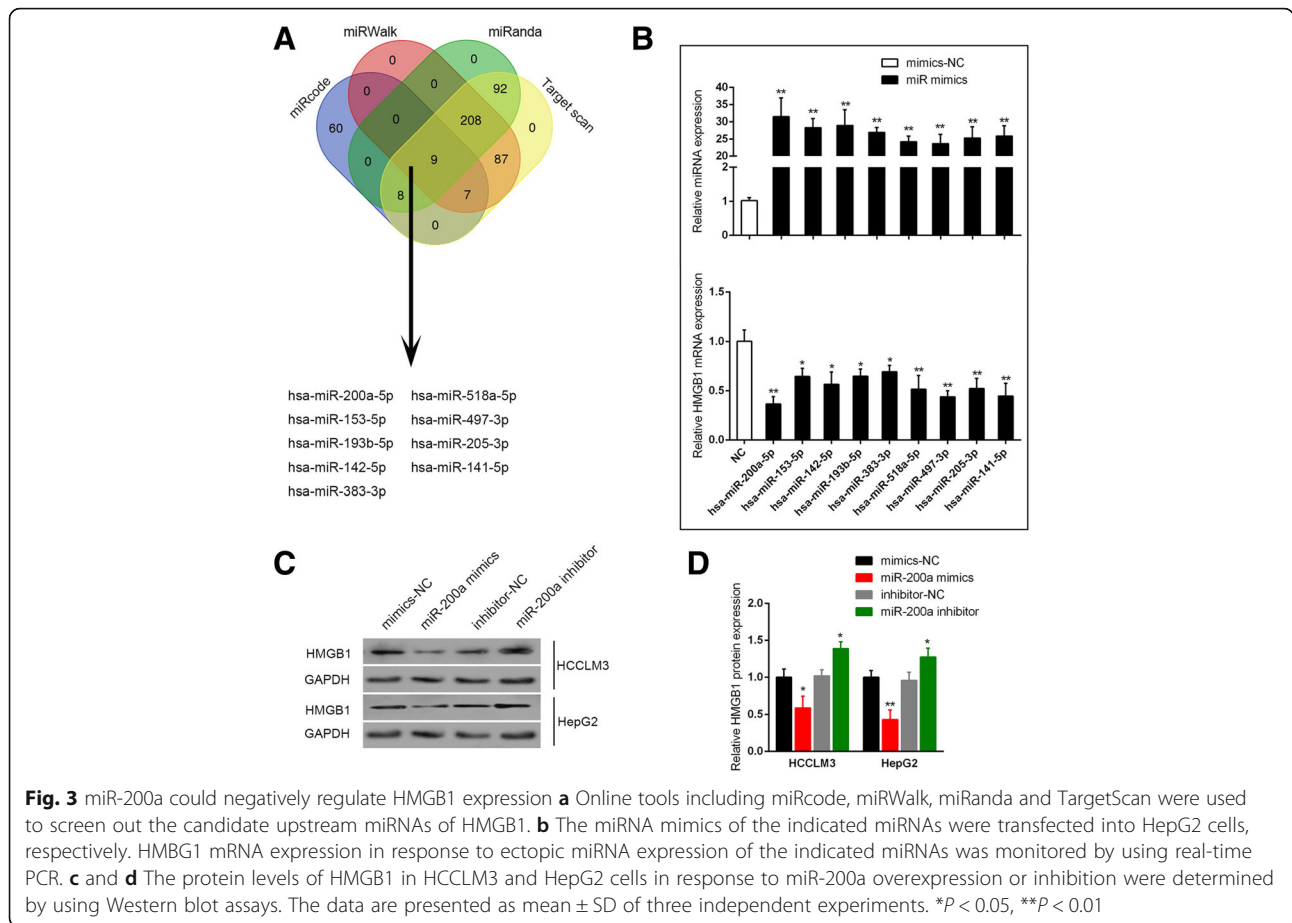 A
miRWalk
miRanda
miRcode
Target scan
0
0
0
92
0
60
0
208
0
0
9
87
8
7
0
hsa-miR-200a-5p
hsa-miR-518a-5p
hsa-miR-153-5p
hsa-miR-497-3p
hsa-miR-193b-5p
hsa-miR-205-3p
hsa-miR-142-5p
hsa-miR-141-5p
hsa-miR-383-3p
B
mimics-NC
miR mimics
Relative miRNA expression
40
35
30
25
20
2
1
0
**
**
**
**
**
**
**
**
Relative HMGB1 mRNA expression
1.5
1.0
0.5
0.0
**
*
*
*
*
**
**
**
**
NC
hsa-miR-200a-5p
hsa-miR-153-5p
hsa-miR-142-5p
hsa-miR-193b-5p
hsa-miR-383-3p
hsa-miR-518a-5p
hsa-miR-497-3p
hsa-miR-205-3p
hsa-miR-141-5p
C
mimics-NC
miR-200a mimics
inhibitor-NC
miR-200a inhibitor
HMGB1
GAPDH
HCCLM3
HMGB1
GAPDH
HepG2
D
mimics-NC
miR-200a mimics
inhibitor-NC
miR-200a inhibitor
Relative HMGB1 protein expression
2.0
1.5
1.0
0.5
0.0
*
*
**
*
HCCLM3
HepG2
Fig. 3 miR-200a could negatively regulate HMGB1 expression a Online tools including miRcode, miRWalk, miRanda and TargetScan were used
to screen out the candidate upstream miRNAs of HMGB1. b The miRNA mimics of the indicated miRNAs were transfected into HepG2 cells,
respectively. HMBG1 mRNA expression in response to ectopic miRNA expression of the indicated miRNAs was monitored by using real-time
PCR. c and d The protein levels of HMGB1 in HCCLM3 and HepG2 cells in response to miR-200a overexpression or inhibition were determined
by using Western blot assays. The data are presented as mean ± SD of three independent experiments. *P < 0.05, **P < 0.01